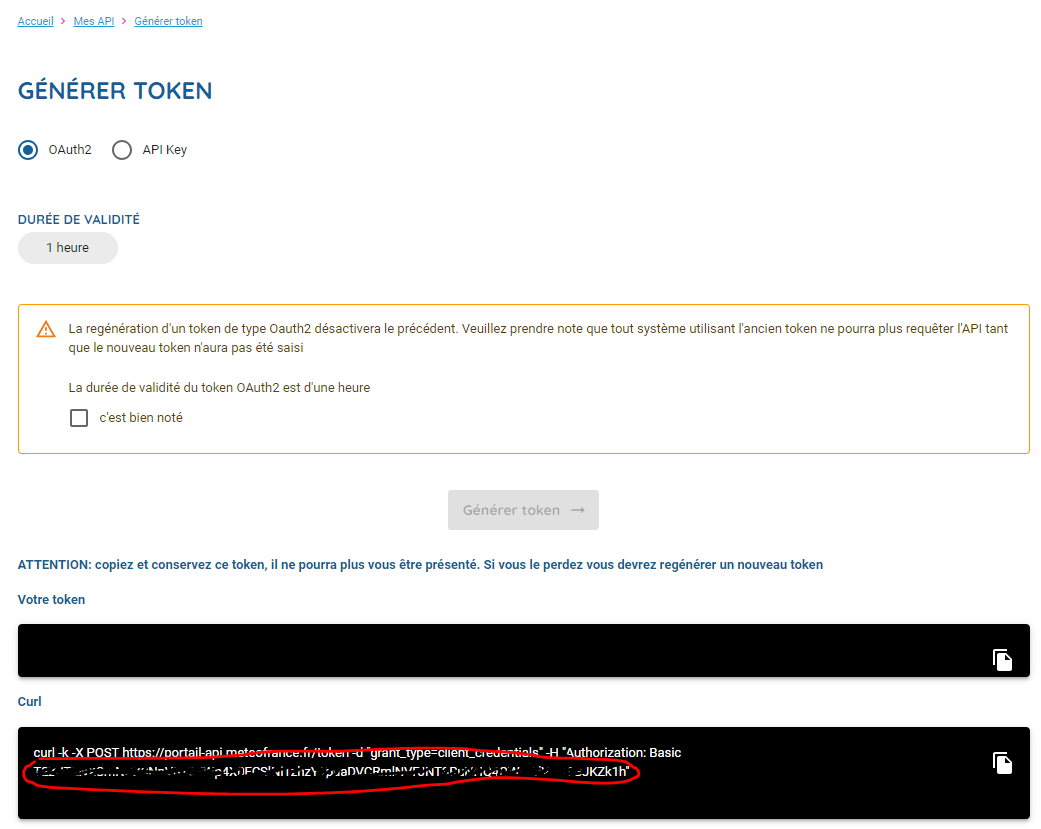 Accueil > Mes API > Générer token
GÉNÉRER TOKEN
OAuth2 API Key
DURÉE DE VALIDITÉ
1 heure
La regénération d'un token de type Oauth2 désactivera le précédent. Veuillez prendre note que tout système utilisant l'ancien token ne pourra plus requêter l'API tant
que le nouveau token n'aura pas été saisi
La durée de validité du token OAuth2 est d'une heure
c'est bien noté
Générer token →
ATTENTION: copiez et conservez ce token, il ne pourra plus vous être présenté. Si vous le perdez vous devrez regénérer un nouveau token
Votre token
Curl
curl -k -X POST https://portail-api.meteofrance.fr/token -d "grant_type=client_credentials" -H "Authorization: Basic